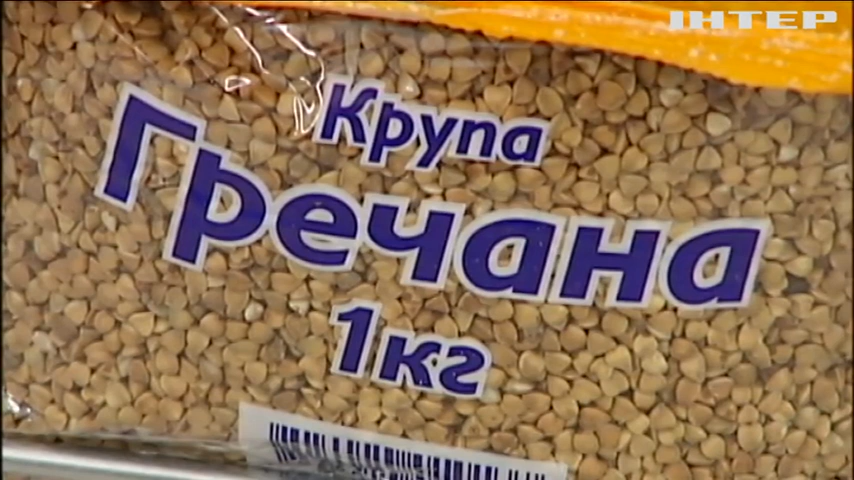 ІНТЕР
Крупа
Гречана
1кг